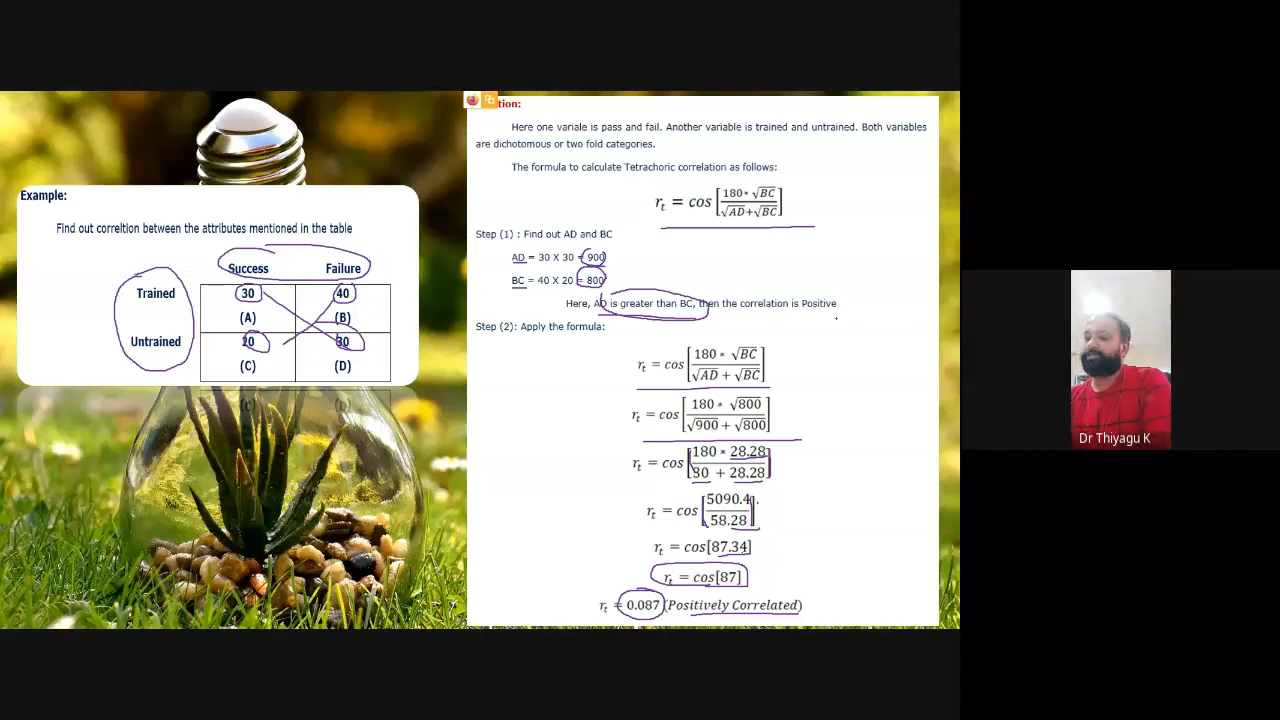 Example:
Find out correltion between the attributes mentioned in the table
Success Failure
Trained 30 40
(A) (B)
Untrained 20 30
(C) (D)
tion:
Here one variale is pass and fail. Another variable is trained and untrained. Both variables
are dichotomous or two fold categories.
The formula to calculate Tetrachoric correlation as follows:
r_t = cos [180* √BC / √AD+√BC]
Step (1) : Find out AD and BC
AD = 30 X 30 = 900
BC = 40 X 20 = 800
Here, AD is greater than BC, then the correlation is Positive
Step (2): Apply the formula:
r_t = cos [180 * √BC / √AD + √BC]
r_t = cos [180 * √800 / √900 + √800]
r_t = cos [180 * 28.28 / 30 + 28.28]
r_t = cos [5090.4 / 58.28]
r_t = cos[87.34]
r_t = cos[87]
r_t = 0.087 (Positively Correlated)
Dr Thiyagu K